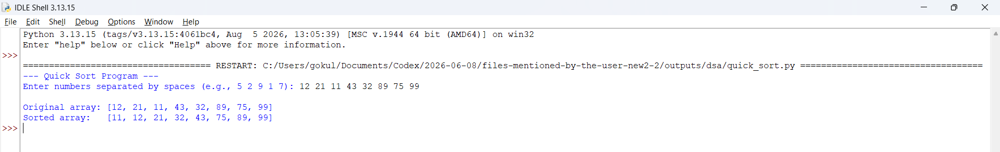 IDLE Shell 3.13.15
File Edit Shell Debug Options Window Help
Python 3.13.15 (tags/v3.13.15:4061bc4, Aug  5 2026, 13:05:39) [MSC v.1944 64 bit (AMD64)] on win32
Enter "help" below or click "Help" above for more information.
>>>
==================================== RESTART: C:/Users/gokul/Documents/Codex/2026-06-08/files-mentioned-by-the-user-new2-2/outputs/dsa/quick_sort.py ===================================
--- Quick Sort Program ---
Enter numbers separated by spaces (e.g., 5 2 9 1 7): 12 21 11 43 32 89 75 99
Original array: [12, 21, 11, 43, 32, 89, 75, 99]
Sorted array:   [11, 12, 21, 32, 43, 75, 89, 99]
>>>